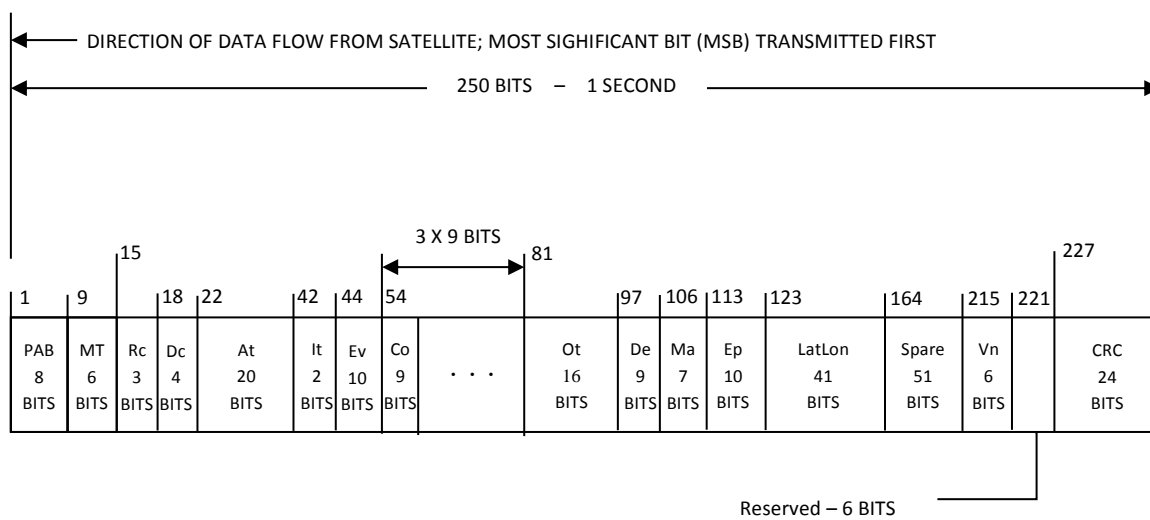 DIRECTION OF DATA FLOW FROM SATELLITE; MOST SIGHIFICANT BIT (MSB) TRANSMITTED FIRST
250 BITS – 1 SECOND
3 X 9 BITS
15 81 227
1 9 18 22 42 44 54 97 106 113 123 164 215 221
PAB MT Rc Dc At It Ev Co . . . Ot De Ma Ep LatLon Spare Vn CRC
8 6 3 4 20 2 10 9 16 9 7 10 41 51 6 24
BITS BITS BITS BITS BITS BITS BITS BITS BITS BITS BITS BITS BITS BITS BITS BITS
Reserved – 6 BITS